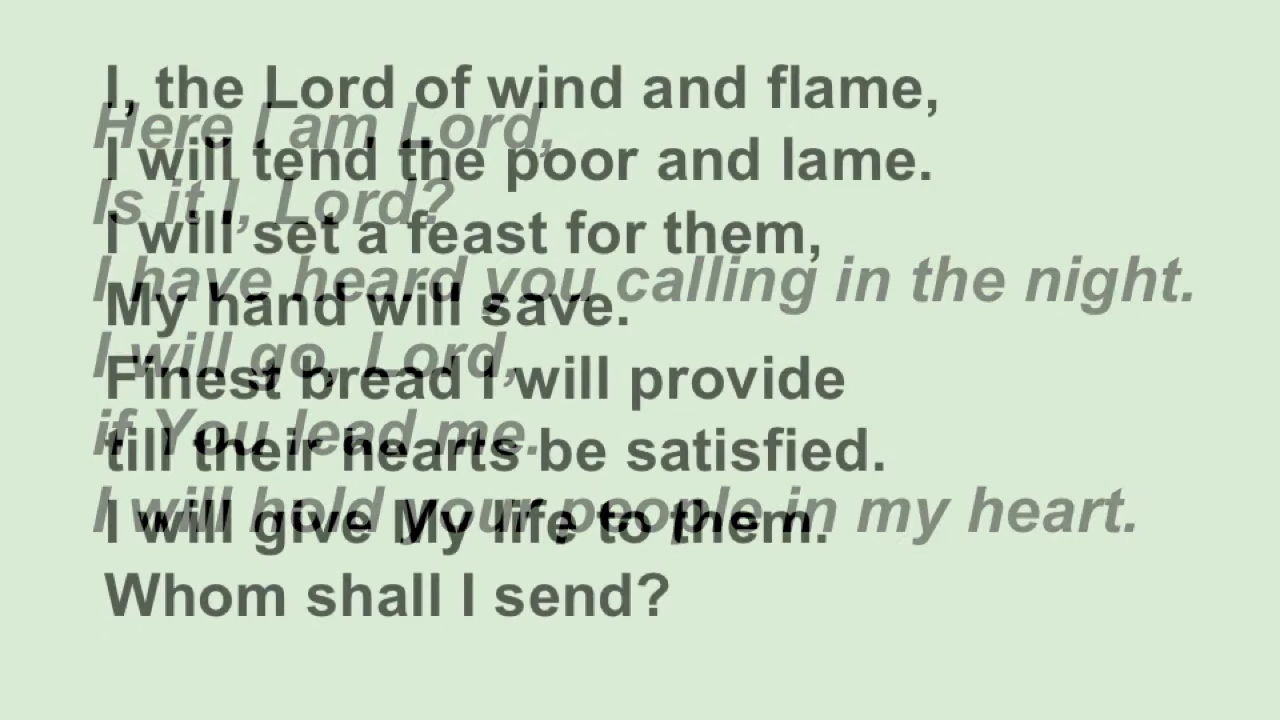 I, the Lord of wind and flame,
Here I am Lord,
I will tend the poor and lame.
Is it I, Lord?
I will set a feast for them,
I have heard you calling in the night.
My hand will save.
I will go, Lord,
Finest bread I will provide
if You lead me.
till their hearts be satisfied.
I will hold your people in my heart.
I will give My life to them.
Whom shall I send?